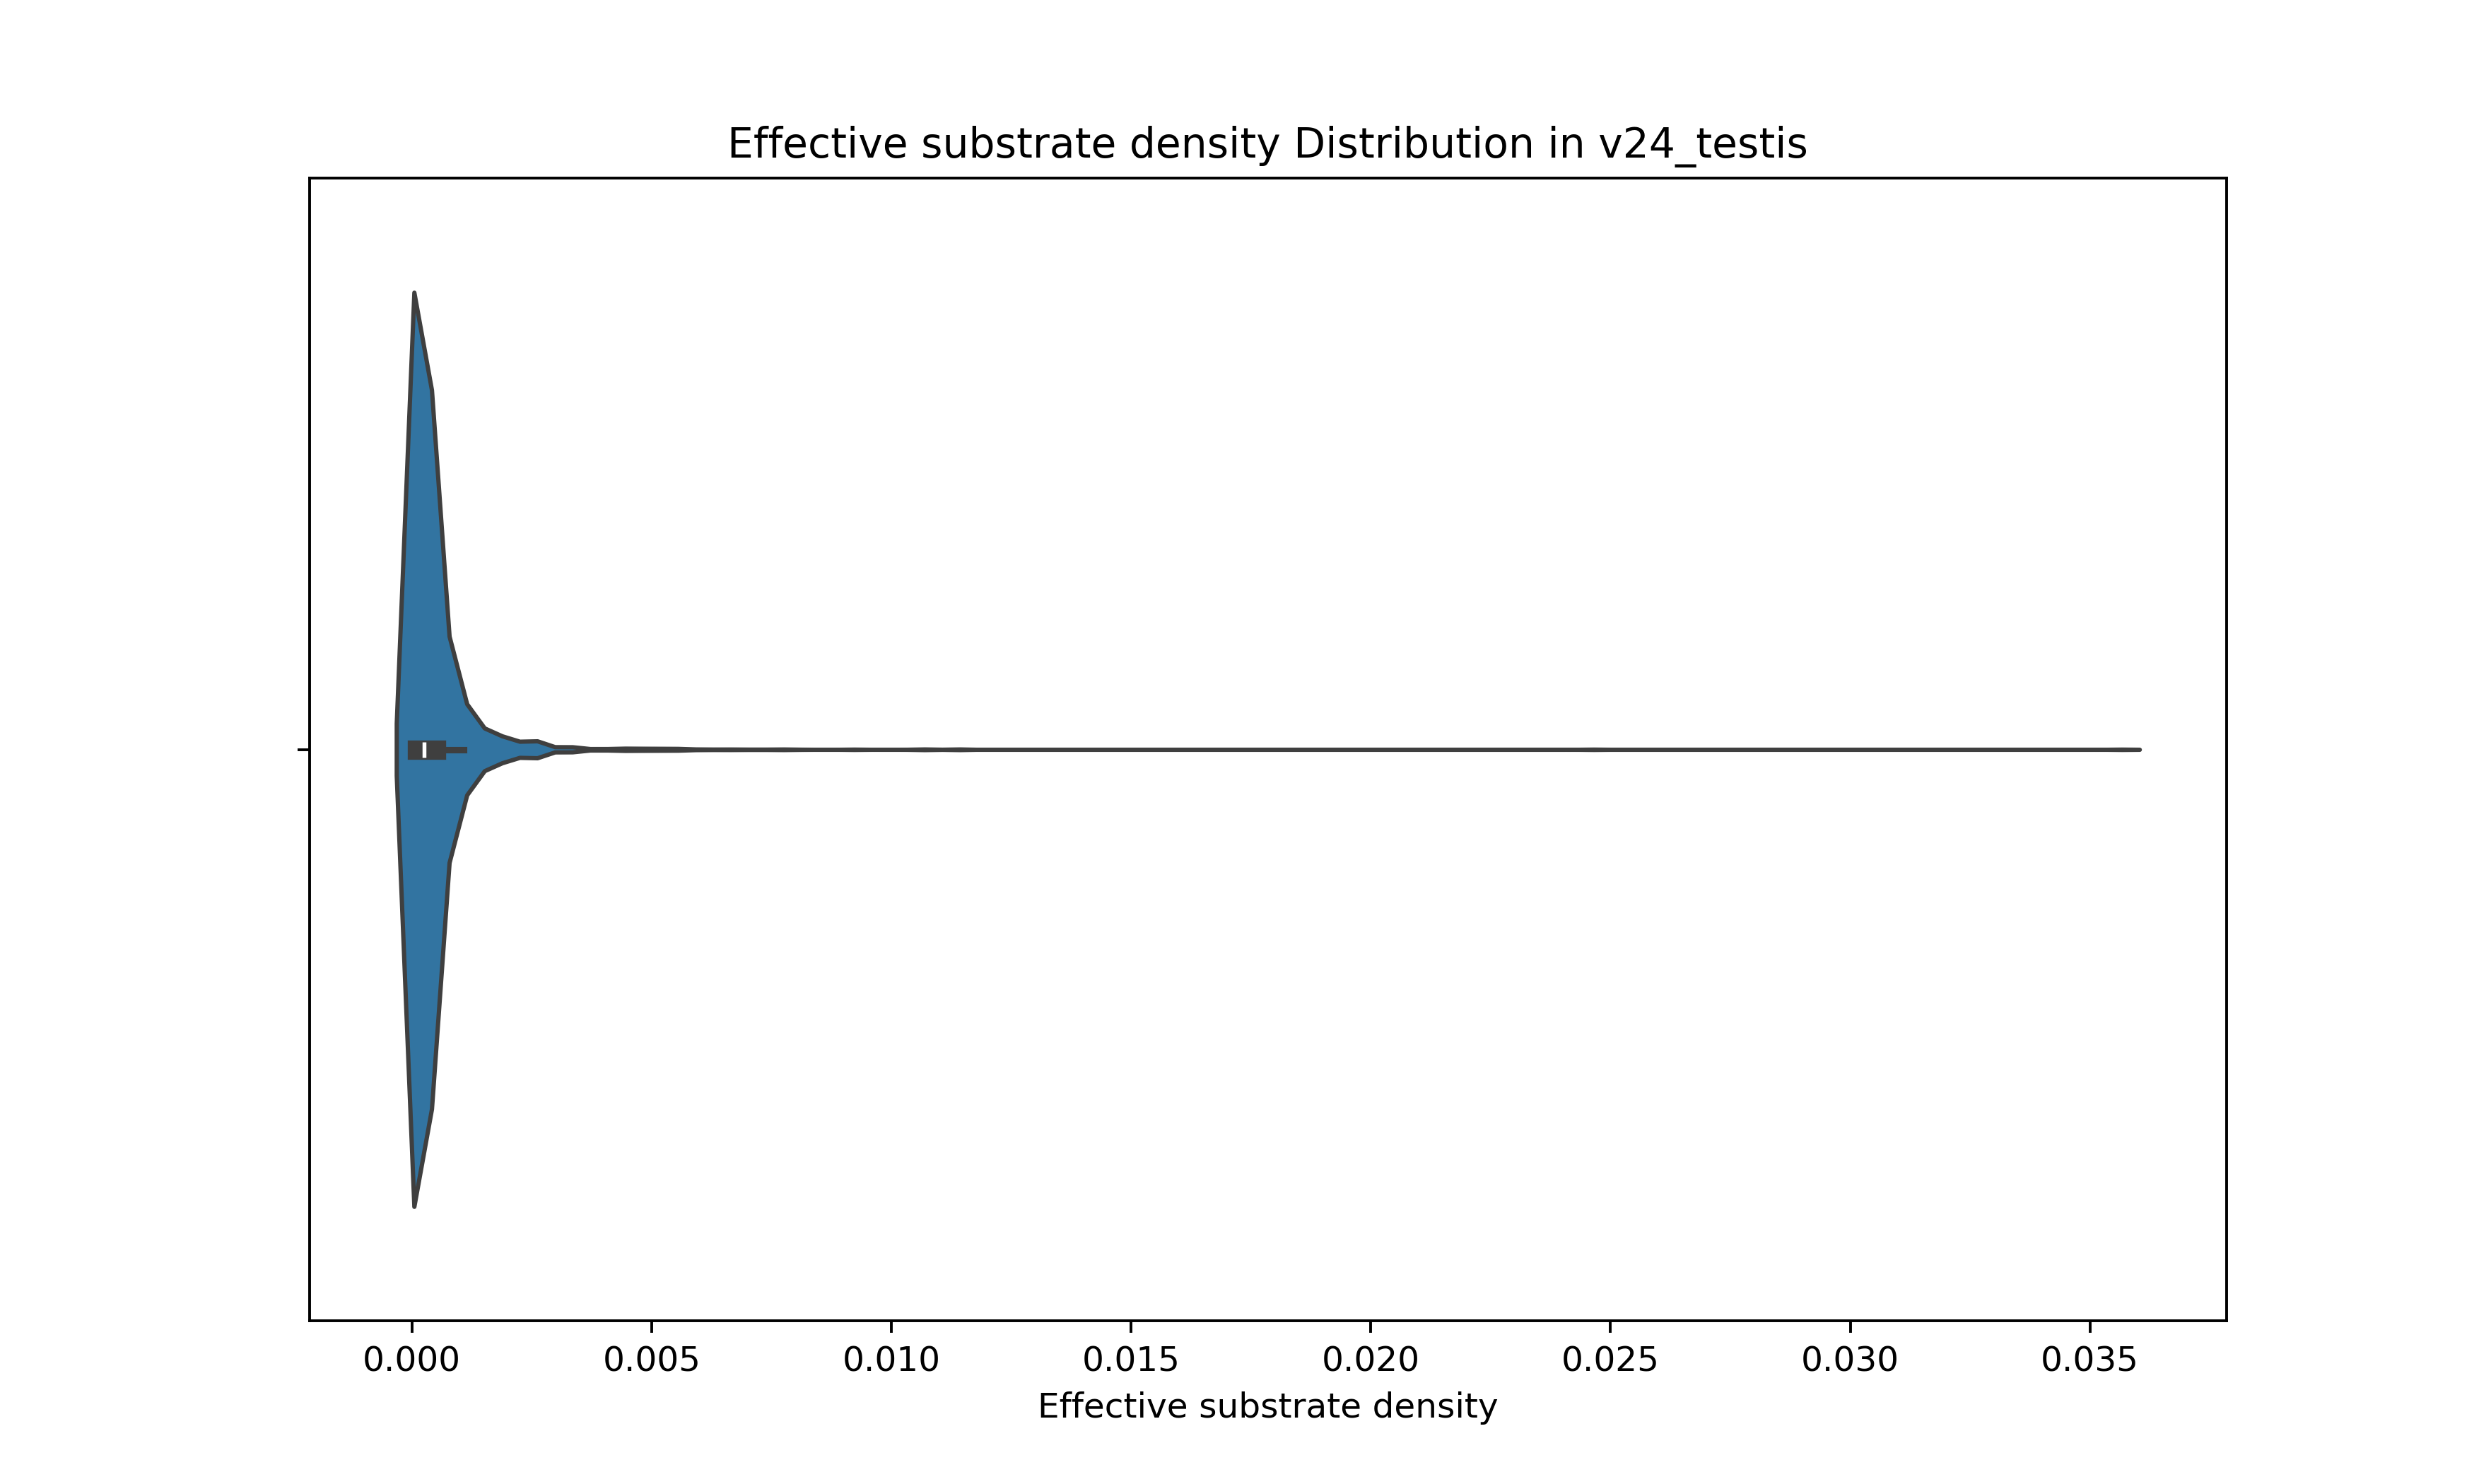 Effective substrate density Distribution in v24_testis
0.000 0.005 0.010 0.015 0.020 0.025 0.030 0.035
Effective substrate density